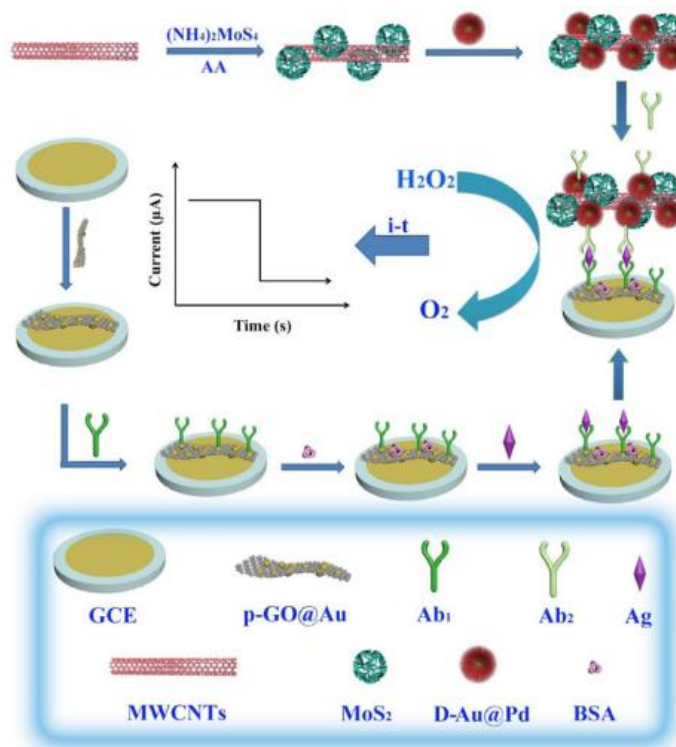 (NH4)2MoS4
AA
H2O2
i-t
O2
Current (µA)
Time (s)
GCE
p-GO@Au
Ab1
Ab2
Ag
MWCNTs
MoS2
D-Au@Pd
BSA